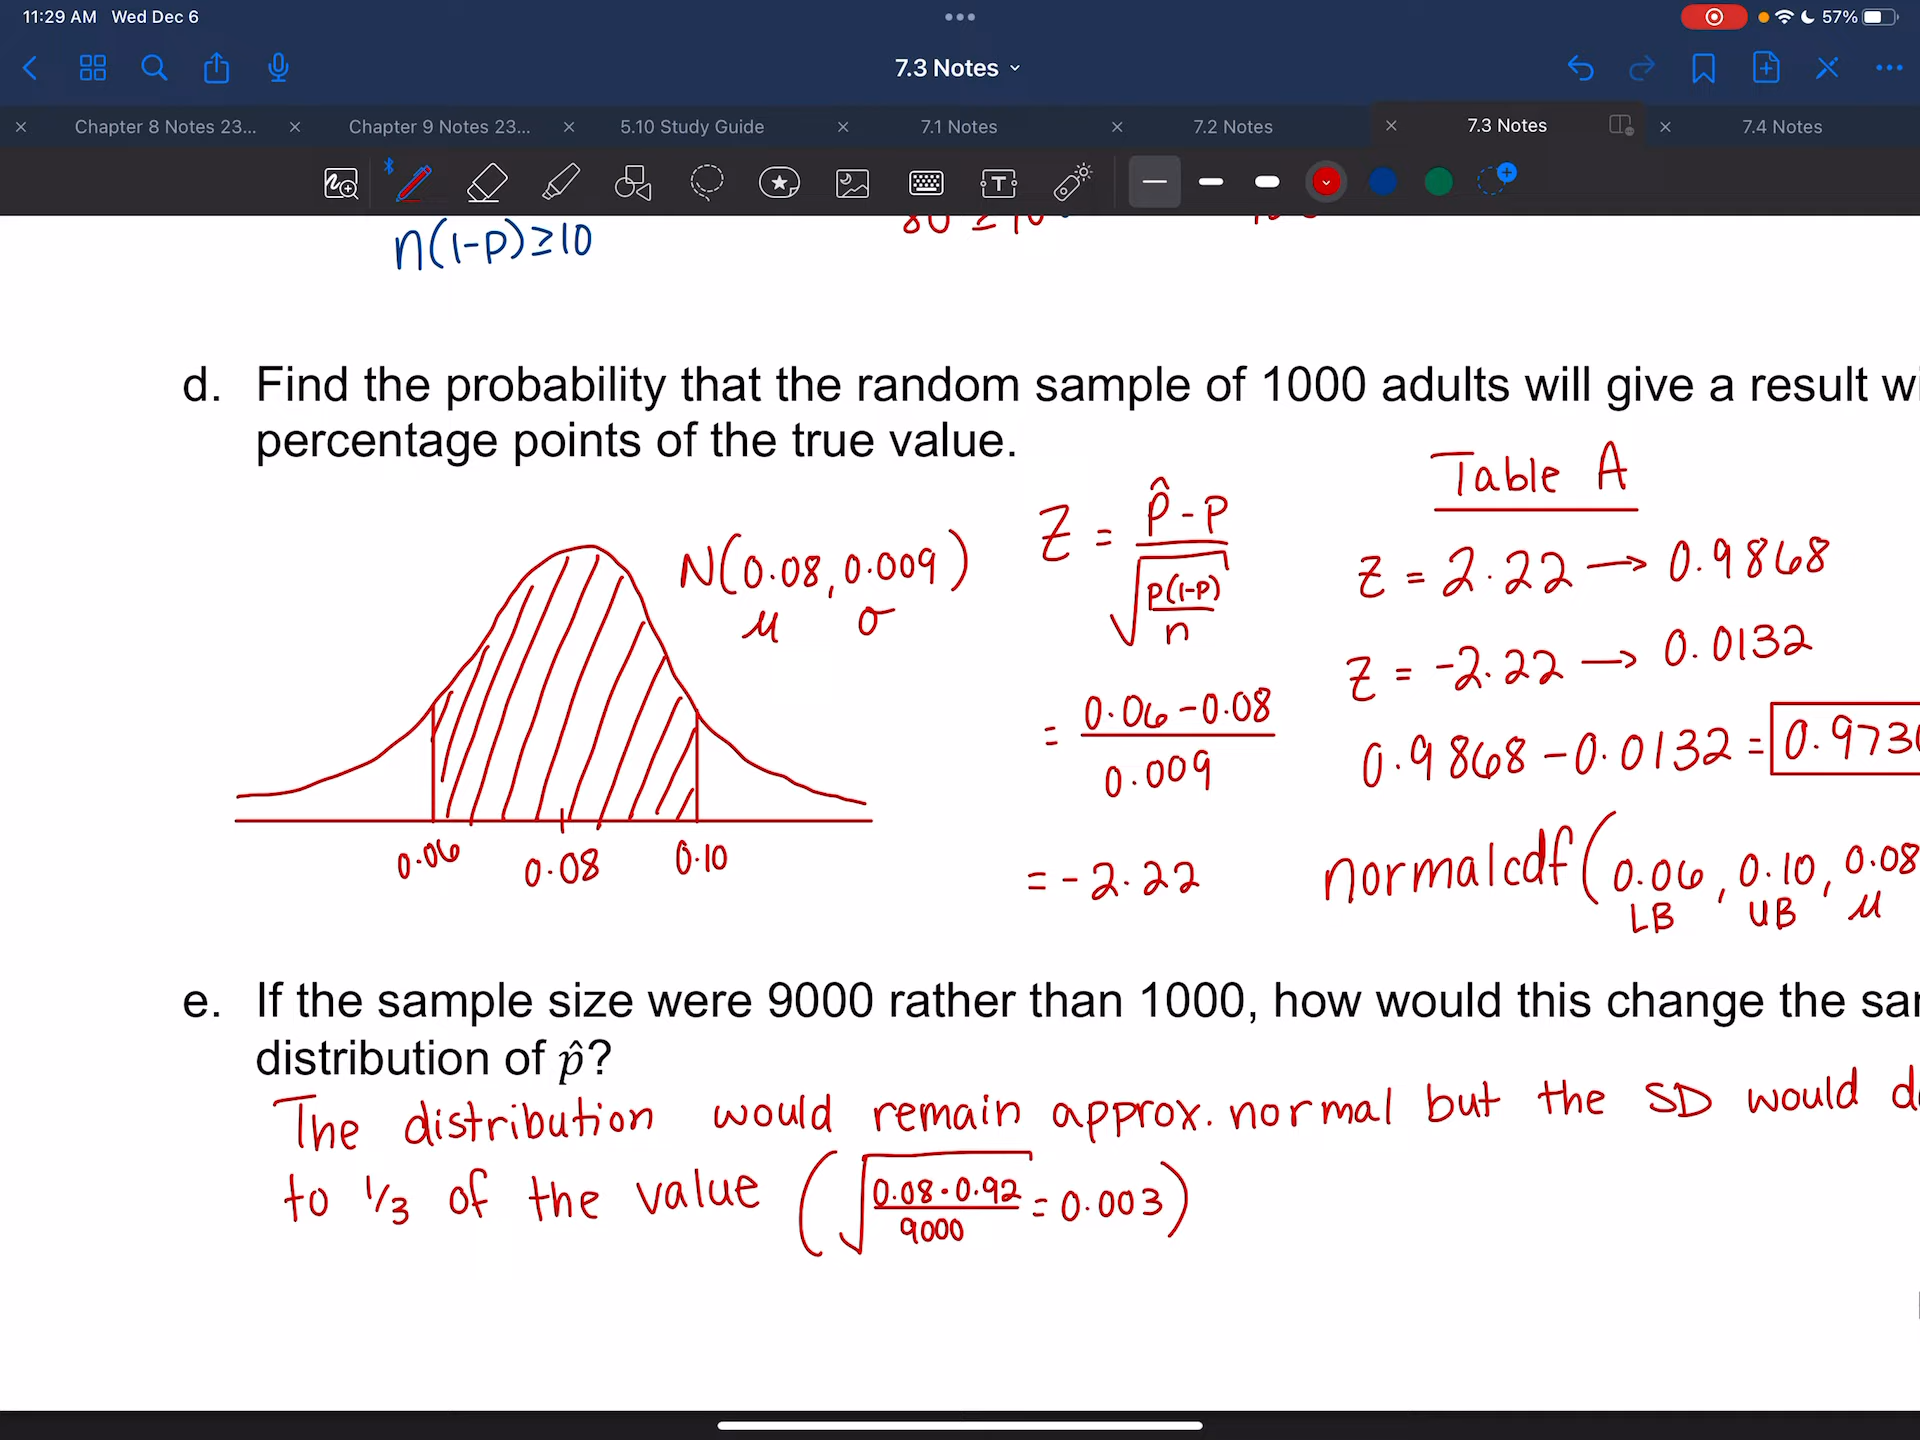 11:29 AM Wed Dec 6
57%
7.3 Notes
Chapter 8 Notes 23...
Chapter 9 Notes 23...
5.10 Study Guide
7.1 Notes
7.2 Notes
7.3 Notes
7.4 Notes
n(1-p)≥10
80 ≥ 10
d. Find the probability that the random sample of 1000 adults will give a result wi
percentage points of the true value.
N(0.08, 0.009)
μ σ
0.06 0.08 0.10
Z = p̂ - p / √(p(1-p)/n)
= 0.06 - 0.08 / 0.009
= -2.22
Table A
Z = 2.22 → 0.9868
Z = -2.22 → 0.0132
0.9868 - 0.0132 = 0.973
normalcdf(0.06, 0.10, 0.08
LB UB μ
e. If the sample size were 9000 rather than 1000, how would this change the sa
distribution of p̂?
The distribution would remain approx. normal but the SD would d
to 1/3 of the value (√(0.08·0.92/9000) = 0.003)